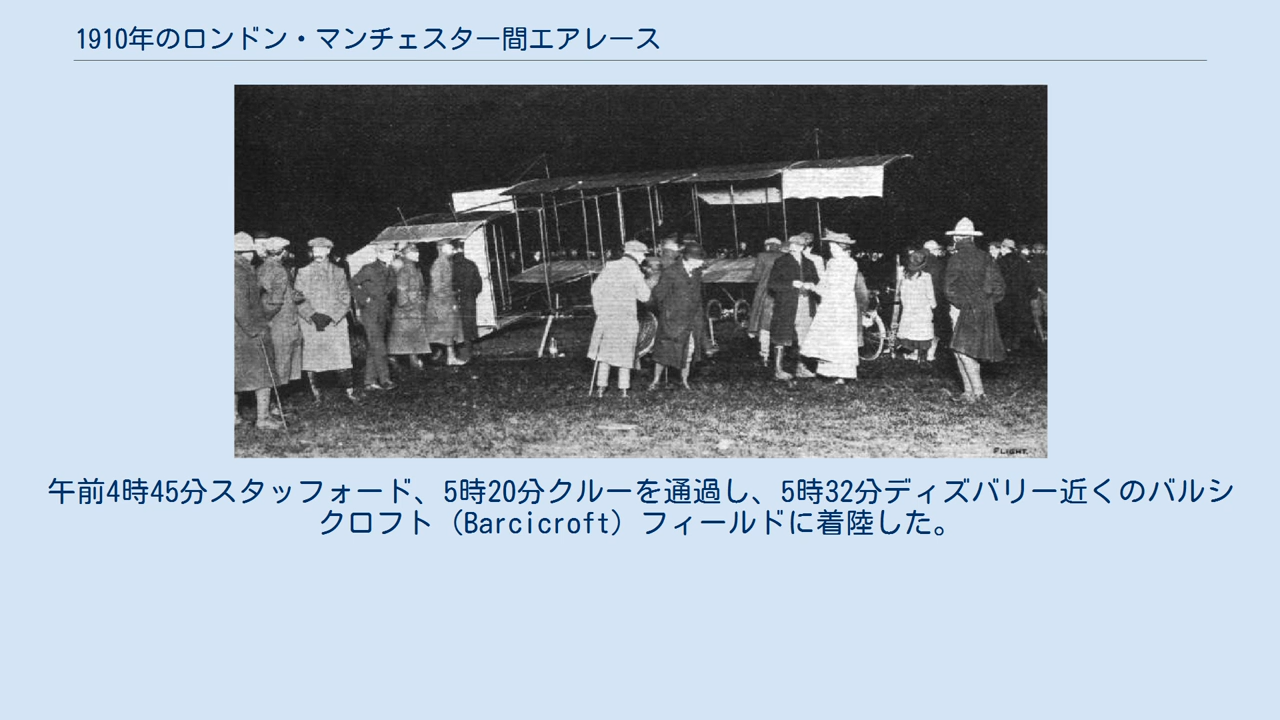 1910年のロンドン・マンチェスター間エアレース
FLIGHT.
午前4時45分スタッフォード、5時20分クルーを通過し、5時32分ディズバリー近くのバルシ
クロフト（Barcicroft）フィールドに着陸した。